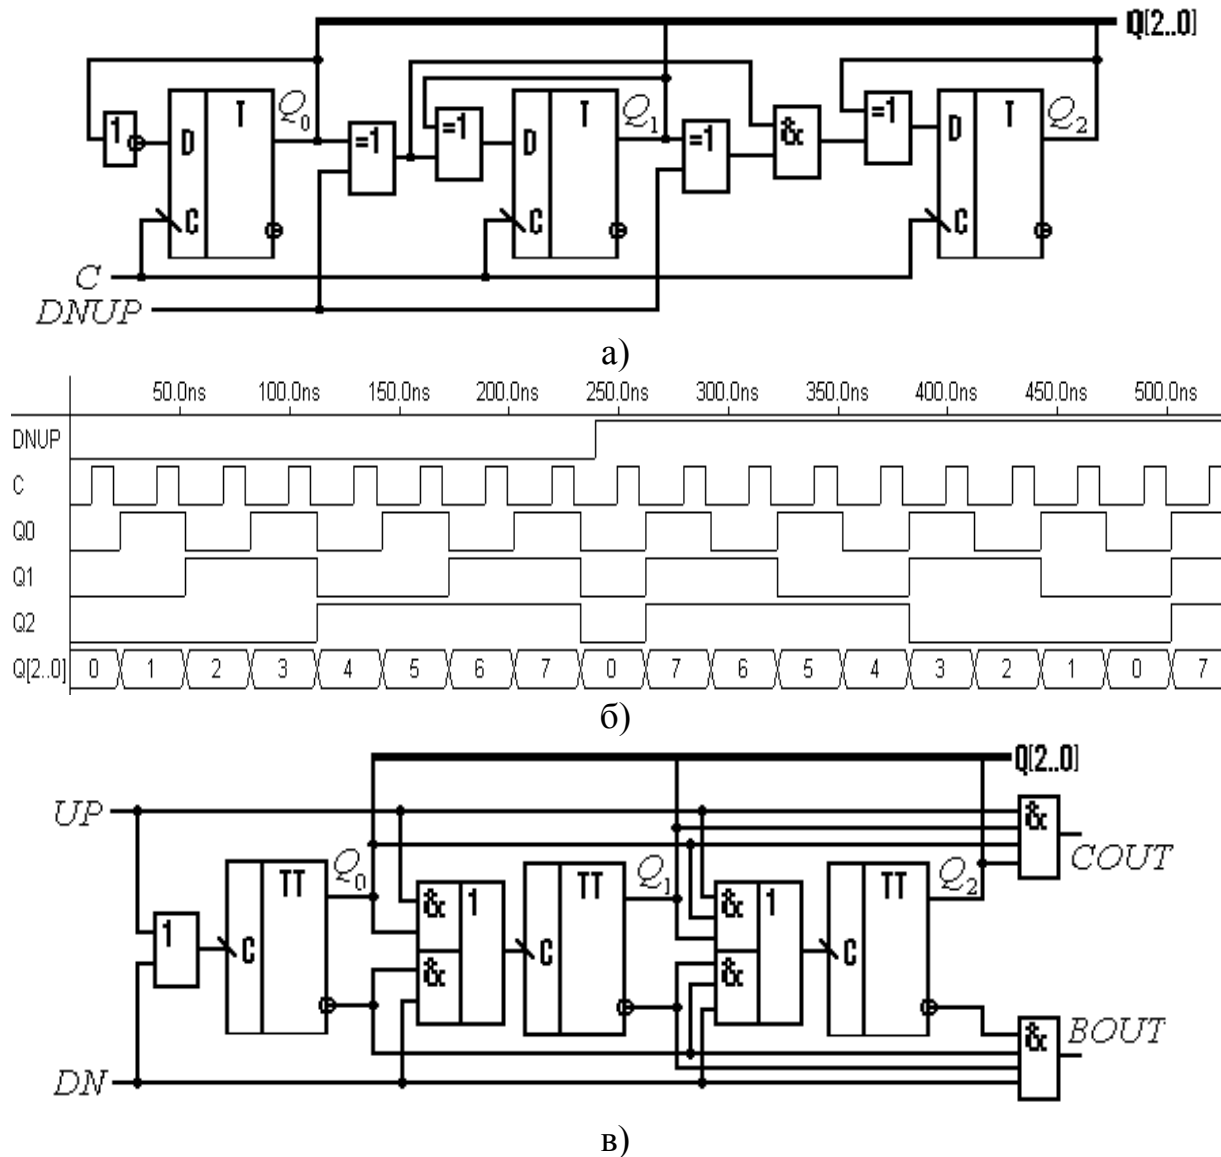 Q[2..0]
1 D T Q0 =1 =1 D T Q1 =1 & =1 D T Q2
C C C
C
DNUP
а)
50.0ns 100.0ns 150.0ns 200.0ns 250.0ns 300.0ns 350.0ns 400.0ns 450.0ns 500.0ns
DNUP
C
Q0
Q1
Q2
Q[2..0] 0 1 2 3 4 5 6 7 0 7 6 5 4 3 2 1 0 7
б)
Q[2..0]
UP & COUT
TT Q0 & 1 TT Q1 & 1 TT Q2
1 C & C & C
& BOUT
DN
в)